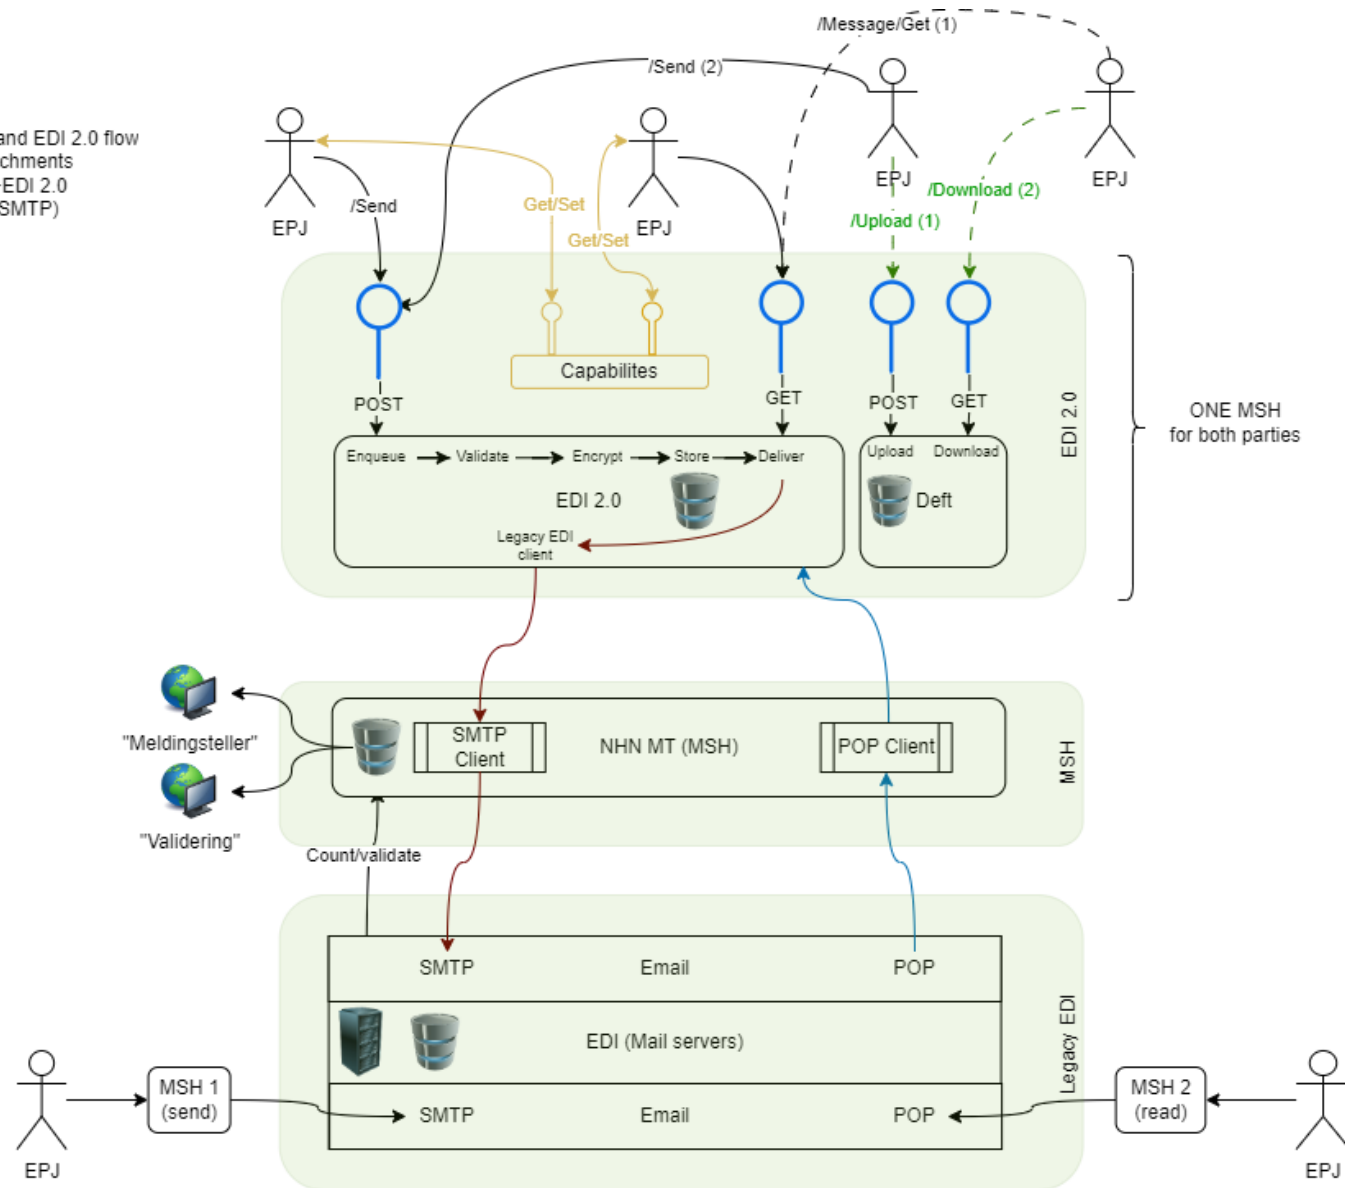 /Message/Get (1)
/Send (2)
and EDI 2.0 flow
chments
EDI 2.0
SMTP)
EPJ
EPJ
EPJ
EPJ
/Send
Get/Set
Get/Set
/Upload (1)
/Download (2)
Capabilites
POST
GET
POST
GET
EDI 2.0
ONE MSH
for both parties
Enqueue
Validate
Encrypt
Store
Deliver
Upload
Download
EDI 2.0
Deft
Legacy EDI
client
"Meldingsteller"
"Validering"
SMTP
Client
NHN MT (MSH)
POP Client
MSH
Count/validate
SMTP
Email
POP
EDI (Mail servers)
Legacy EDI
MSH 1
(send)
SMTP
Email
POP
MSH 2
(read)
EPJ
EPJ